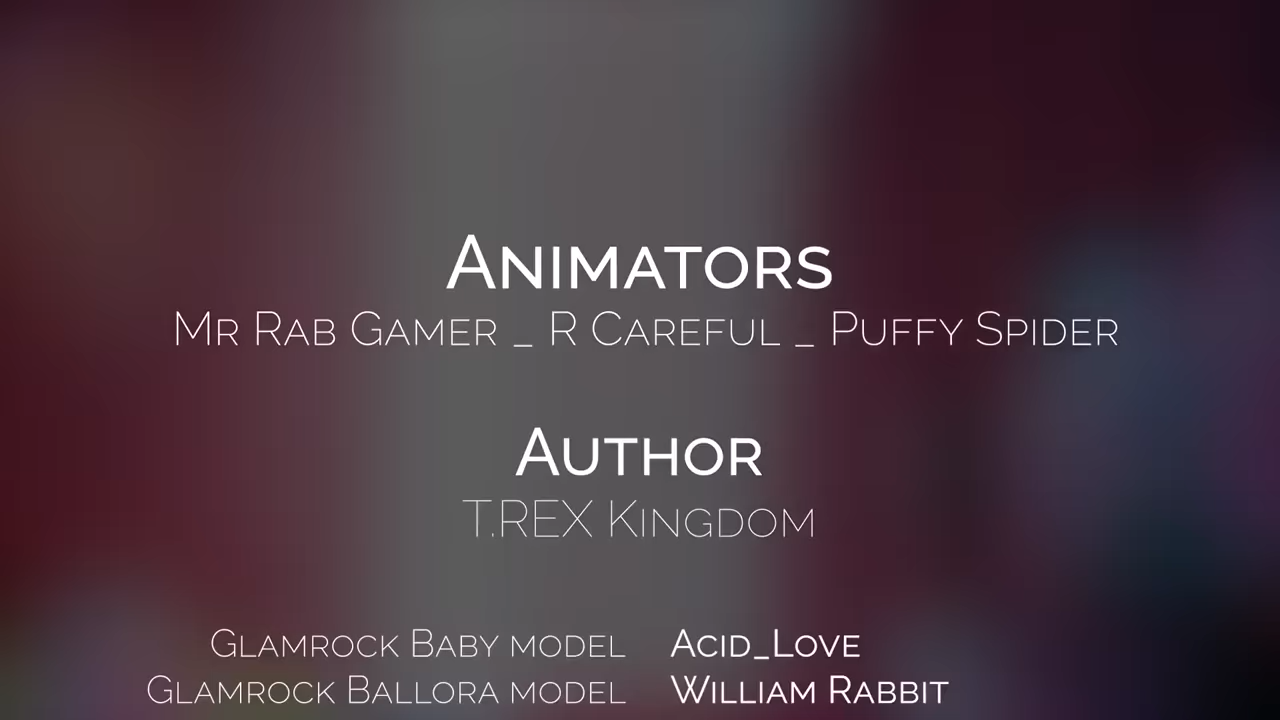 Animators
Mr Rab Gamer _ R Careful _ Puffy Spider
Author
T.REX Kingdom
Glamrock Baby model Acid_Love
Glamrock Ballora model William Rabbit